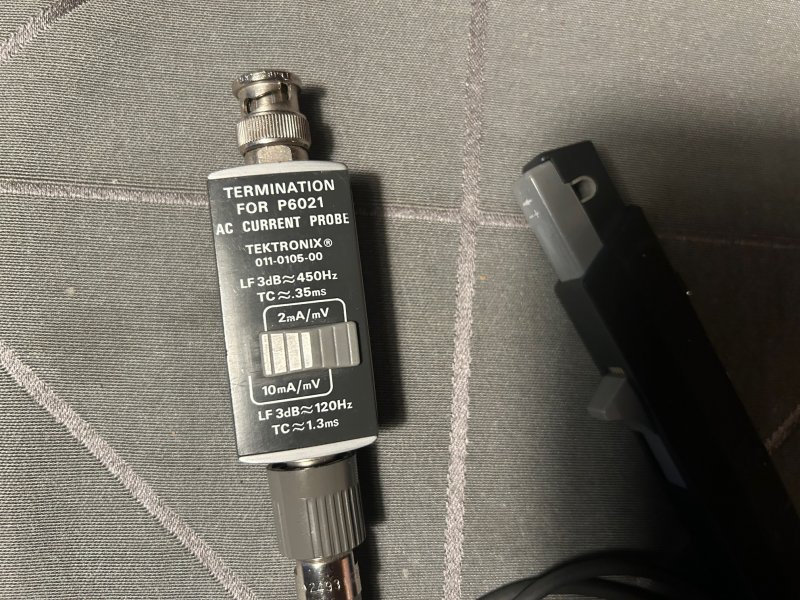 TERMINATION
FOR P6021
AC CURRENT PROBE
TEKTRONIX®
011-0105-00
LF 3dB≈450Hz
TC≈.35ms
2mA/mV
10mA/mV
LF 3dB≈120Hz
TC≈1.3ms
2493